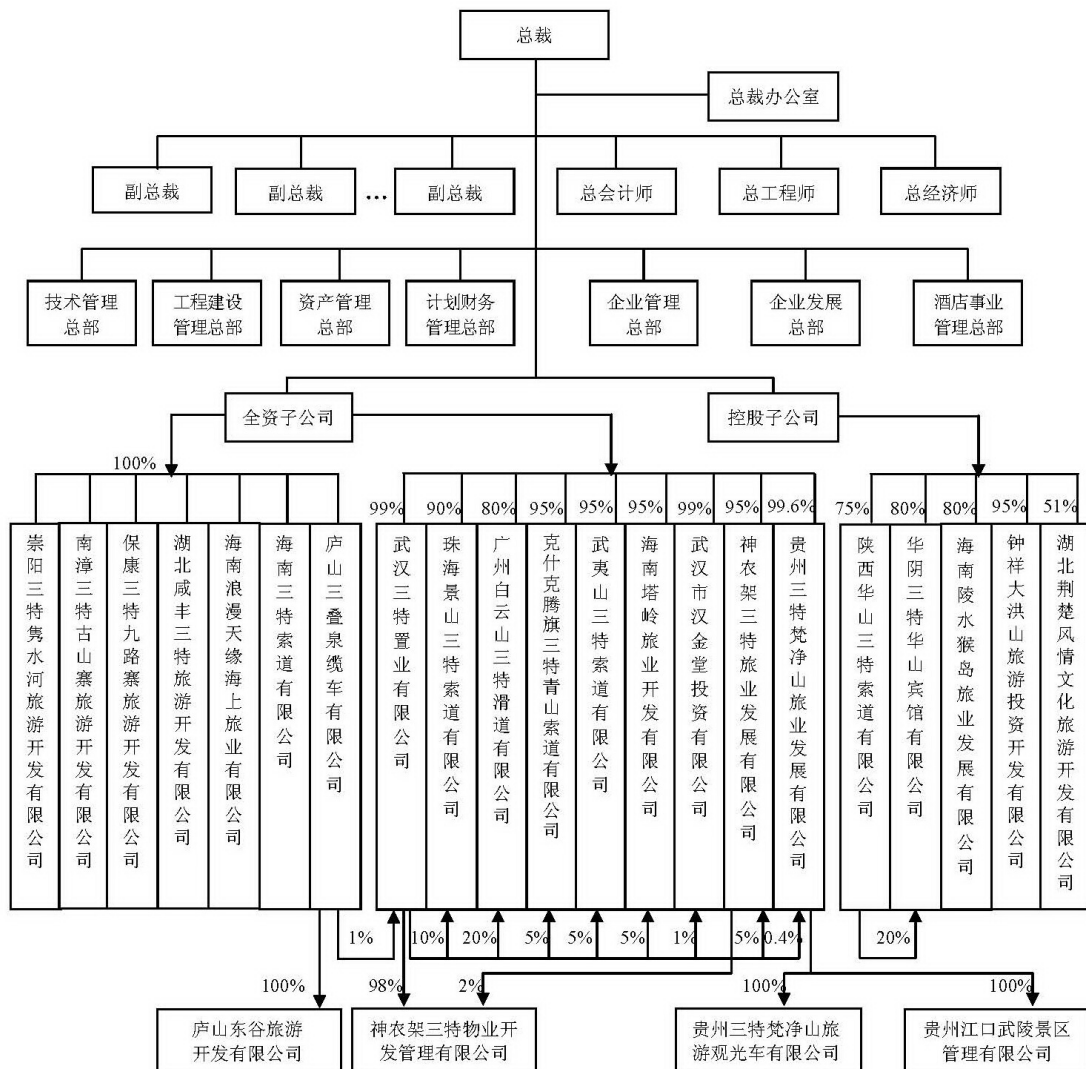 总裁
总裁办公室
副总裁
副总裁
...
副总裁
总会计师
总工程师
总经济师
技术管理
总部
工程建设
管理总部
资产管理
总部
计划财务
管理总部
企业管理
总部
企业发展
总部
酒店事业
管理总部
全资子公司
控股子公司
100%
99%
90%
80%
95%
95%
95%
99%
95%
99.6%
75%
80%
80%
95%
51%
崇阳三特隽水河旅游开发有限公司
南漳三特古山寨旅游开发有限公司
保康三特九路寨旅游开发有限公司
湖北咸丰三特旅游开发有限公司
海南浪漫天缘海上旅业有限公司
海南三特索道有限公司
庐山三叠泉缆车有限公司
武汉三特置业有限公司
珠海景山三特索道有限公司
广州白云山三特滑道有限公司
克什克腾旗三特青山索道有限公司
武夷山三特索道有限公司
海南塔岭旅业开发有限公司
武汉市汉金堂投资有限公司
神农架三特旅业发展有限公司
贵州三特梵净山旅业发展有限公司
陕西华山三特索道有限公司
华阴三特华山宾馆有限公司
海南陵水猴岛旅业发展有限公司
钟祥大洪山旅游投资开发有限公司
湖北荆楚风情文化旅游开发有限公司
1%
10%
20%
5%
5%
5%
1%
5%
0.4%
20%
100%
98%
2%
100%
100%
庐山东谷旅游
开发有限公司
神农架三特物业开
发管理有限公司
贵州三特梵净山旅
游观光车有限公司
贵州江口武陵景区
管理有限公司